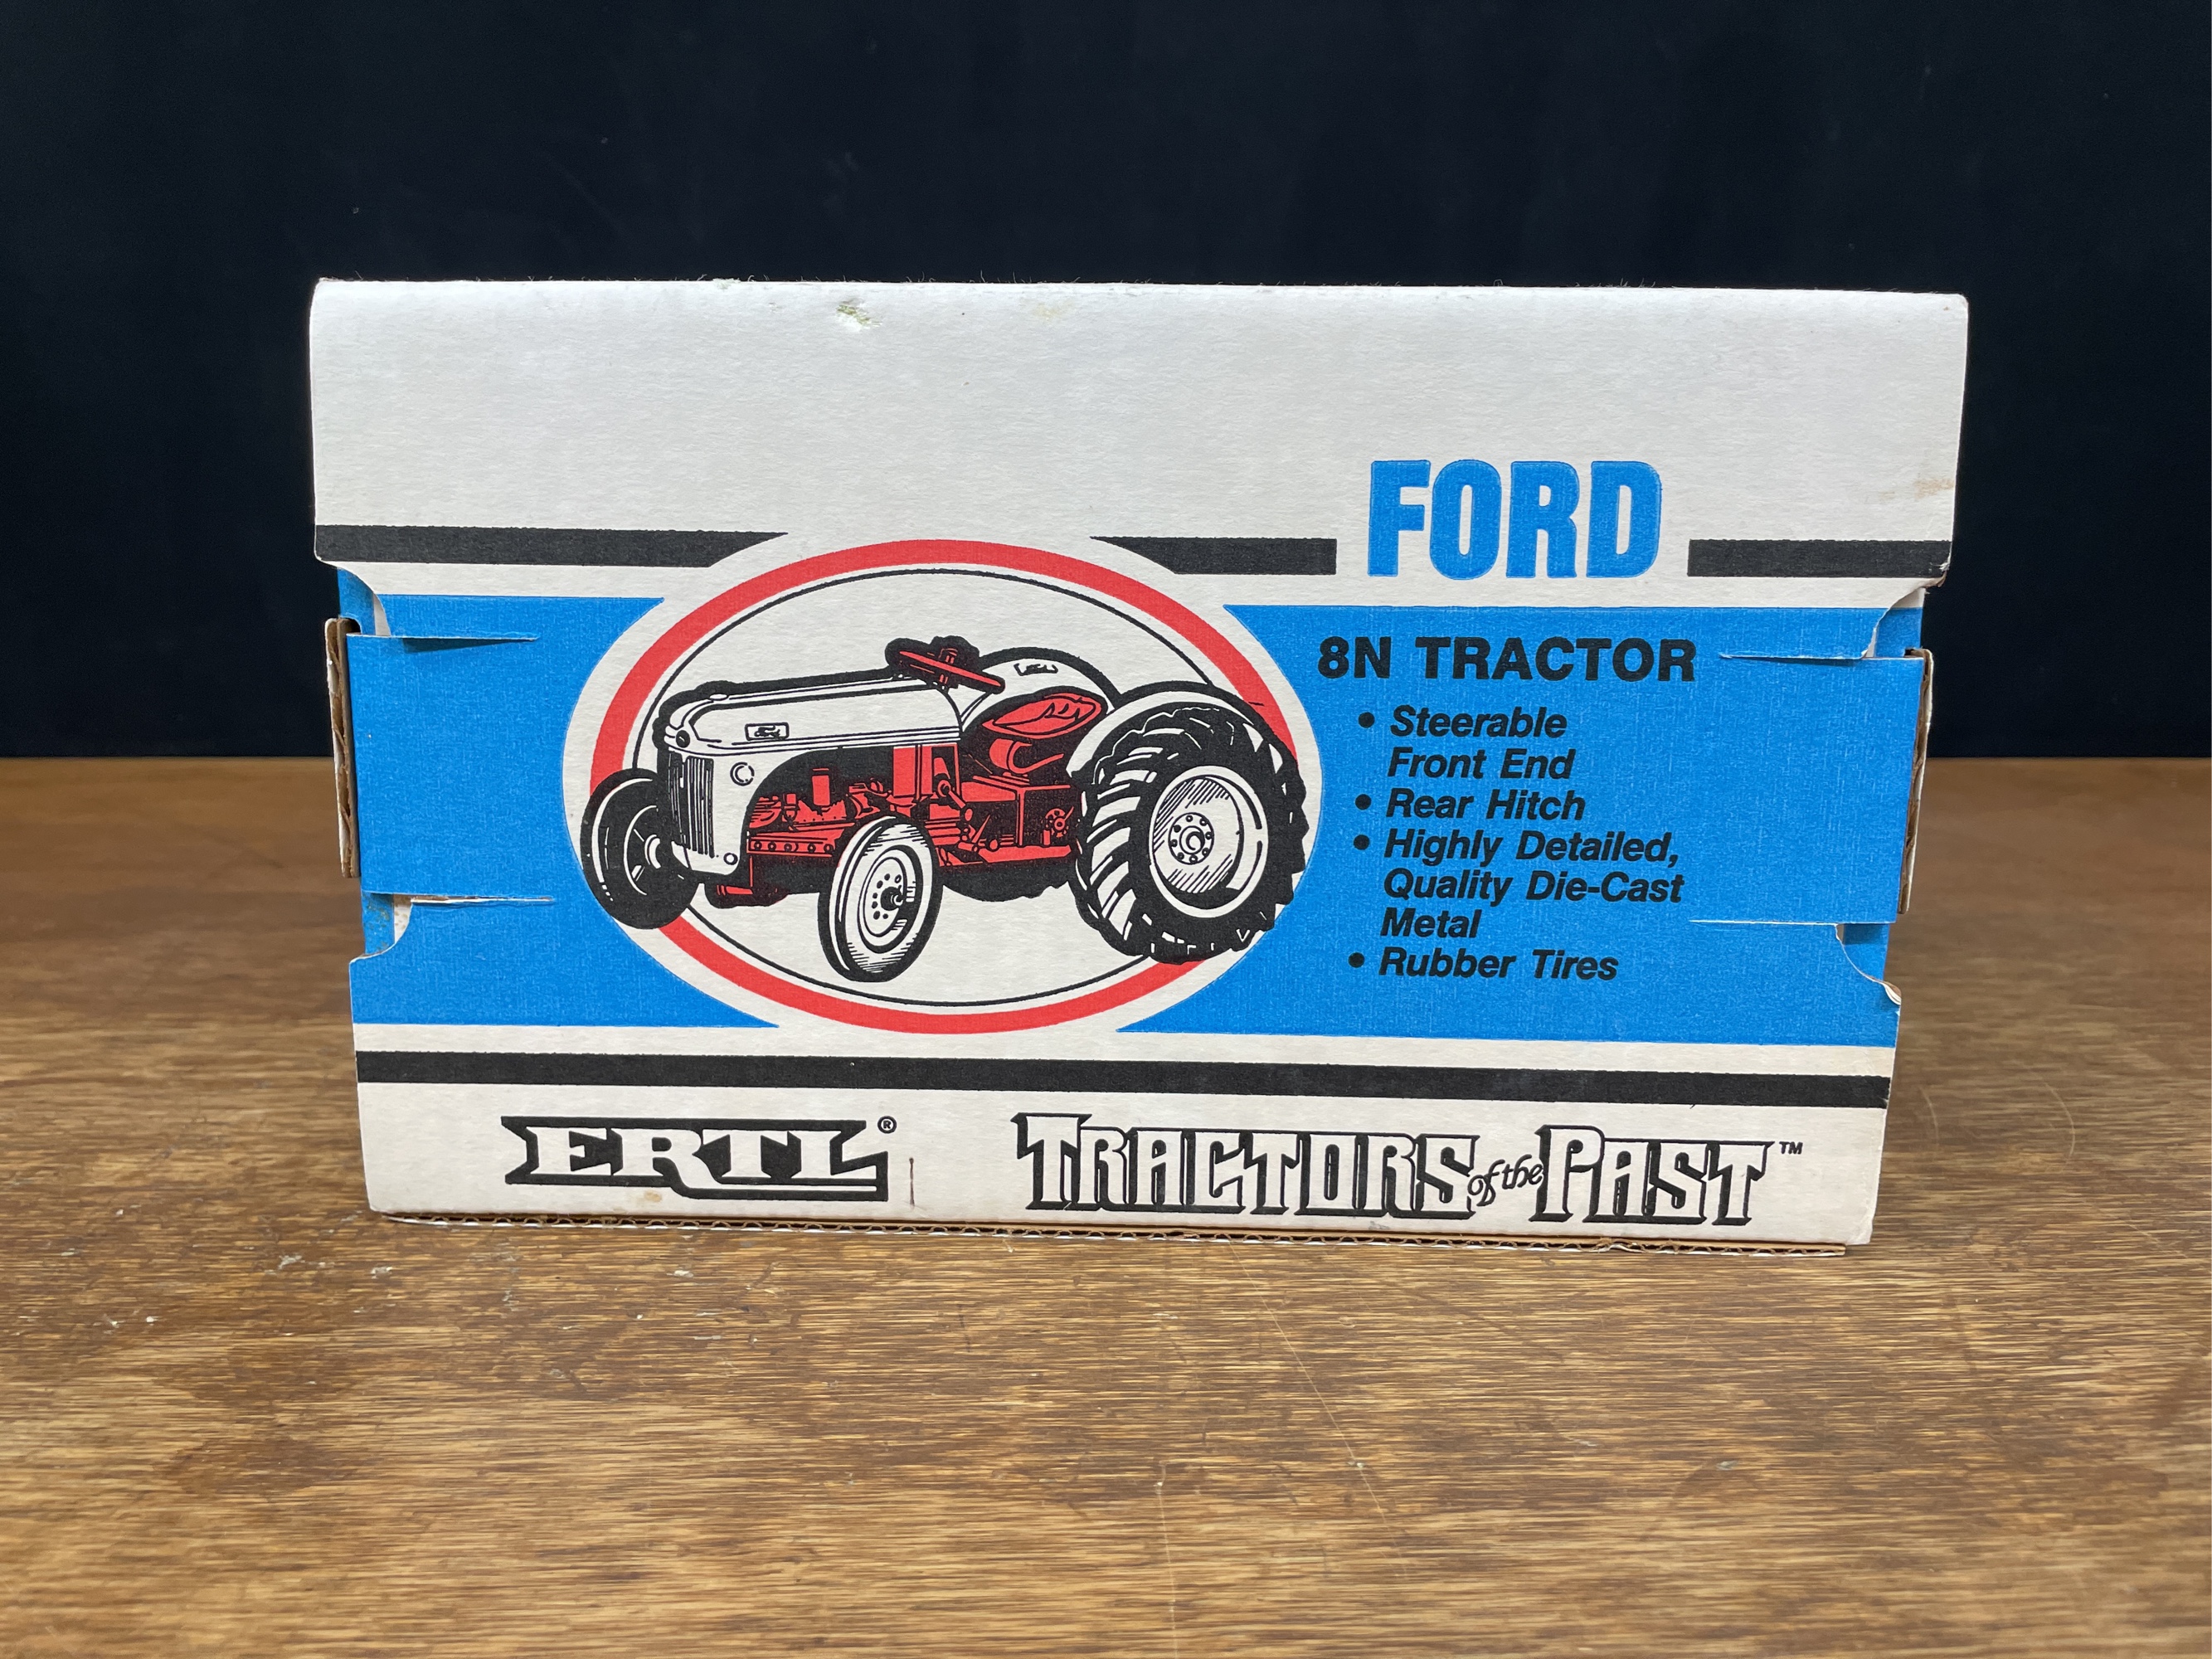 FORD
8N TRACTOR
• Steerable
Front End
• Rear Hitch
• Highly Detailed,
Quality Die-Cast
Metal
• Rubber Tires
ERTL®
TRACTORS of the PAST™